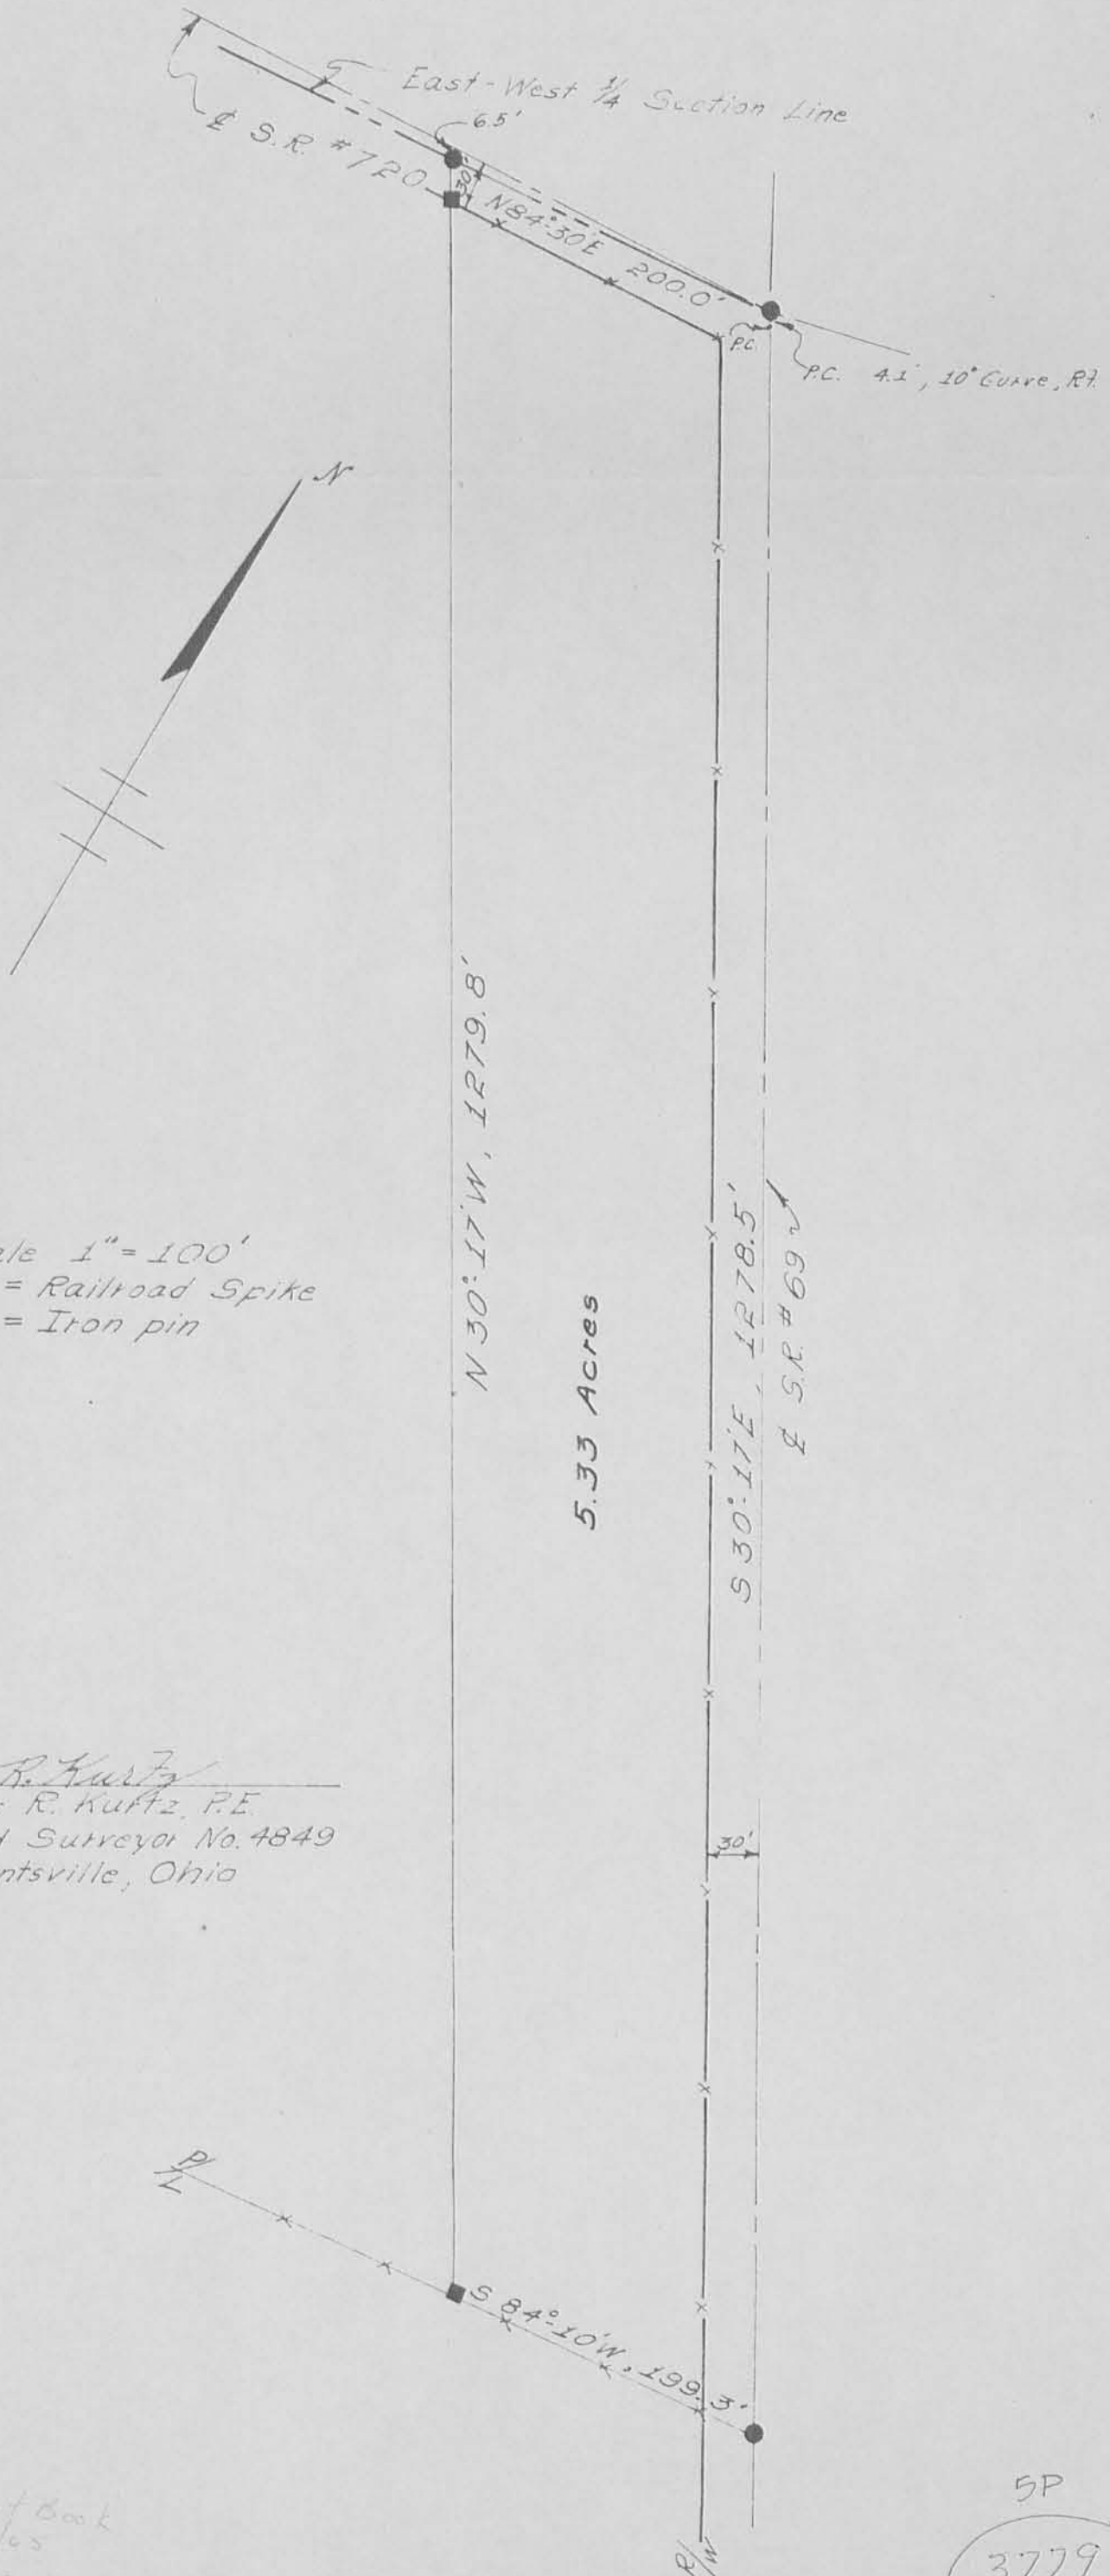 East-West 1/4 Section Line
6.5'
℄ S.R. #720
30'
N84°-30'E 200.0'
P.C.
P.C. 4.1', 10° Curve, Rt.
N
N 30°-17'W, 1279.8'
S 30°-17'E, 1278.5'
℄ S.R. #69
5.33 Acres
le 1" = 100'
= Railroad Spike
= Iron pin
R. Kurtz
R. Kurtz, P.E.
Surveyor No. 4849
ntsville, Ohio
30'
P/L
S 84°-10'W, 199.3'
R/W
Book
5P
3779